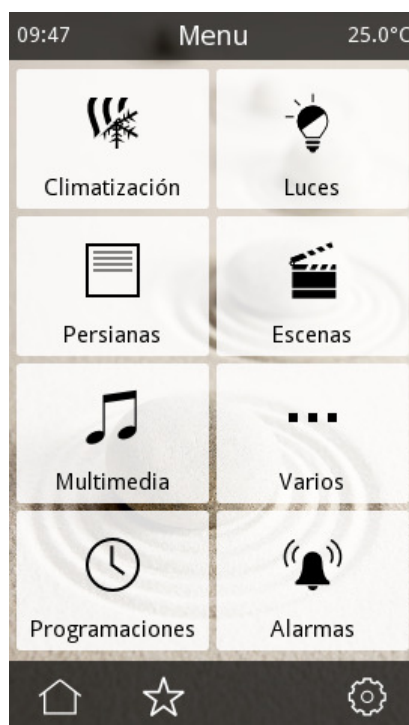 09:47 Menu 25.0°C
Climatización Luces
Persianas Escenas
Multimedia Varios
Programaciones Alarmas